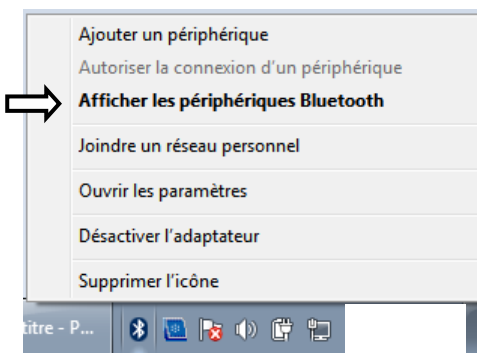 Ajouter un périphérique
Autoriser la connexion d'un périphérique
Afficher les périphériques Bluetooth
Joindre un réseau personnel
Ouvrir les paramètres
Désactiver l'adaptateur
Supprimer l'icône
titre - P...